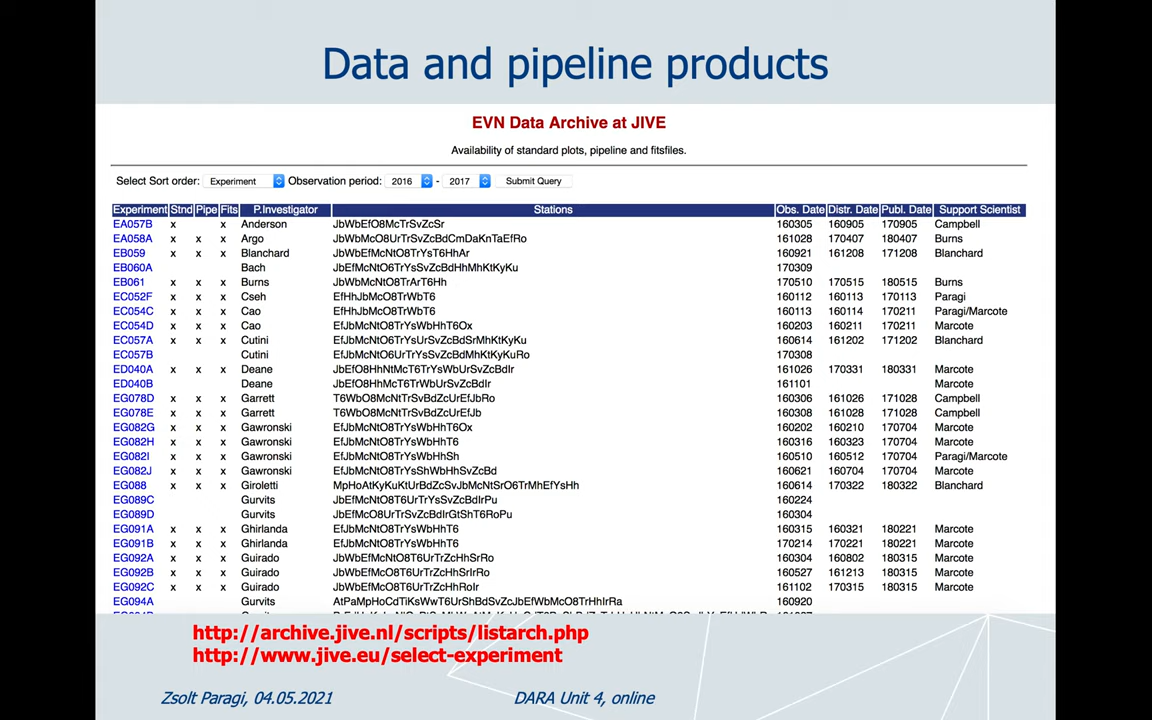 Data and pipeline products
EVN Data Archive at JIVE
Availability of standard plots, pipeline and fitsfiles.
Select Sort order: Experiment Observation period: 2016 - 2017 Submit Query
Experiment Stnd Pipe Fits P.Investigator Stations Obs. Date Distr. Date Publ. Date Support Scientist
EA057B x x Anderson JbWbEfO8McTrSvZcSr 160305 160905 170905 Campbell
EA058A x x x Argo JbWbMcO8UrTrSvZcBdCmDaKnTaEfRo 161028 170407 180407 Burns
EB059 x x x Blanchard JbWbEfMcNtO8TrYsT6HhAr 160921 161208 171208 Blanchard
EB060A Bach JbEfMcNtO6TrYsSvZcBdHhMhKtKyKu 170309
EB061 x x x Burns JbWbMcNtO8TrArT6Hh 170510 170515 180515 Burns
EC052F x x x Cseh EfHhJbMcO8TrWbT6 160112 160113 170113 Paragi
EC054C x x x Cao EfHhJbMcO8TrWbT6 160113 160114 170211 Paragi/Marcote
EC054D x x x Cao EfJbMcNtO8TrYsWbHhT6Ox 160203 160211 170211 Marcote
EC057A x x x Cutini EfJbMcNtO8TrYsUrSvZcBdSrMhKtKyKu 160614 161202 171202 Blanchard
EC057B Cutini EfJbMcNtO6UrTrYsSvZcBdMhKtKyKuRo 170308
ED040A x x x Deane JbEfO8HhNtMcT6TrYsWbUrSvZcBdIr 161026 170331 180331 Marcote
ED040B Deane JbEfO8HhMcT6TrWbUrSvZcBdIr 161101 Marcote
EG078D x x x Garrett T6WbO8McNtTrSvBdZcUrEfJbRo 160306 161026 171028 Campbell
EG078E x x x Garrett T6WbO8McNtTrSvBdZcUrEfJb 160308 161028 171028 Campbell
EG082G x x x Gawronski EfJbMcNtO8TrYsWbHhT6Ox 160202 160210 170704 Marcote
EG082H x x x Gawronski EfJbMcNtO8TrYsWbHhT6 160316 160323 170704 Marcote
EG082I x x x Gawronski EfJbMcNtO8TrYsWbHhSh 160510 160512 170704 Paragi/Marcote
EG082J x x x Gawronski EfJbMcNtO8TrYsShWbHhSvZcBd 160621 160704 170704 Marcote
EG088 x x x Giroletti MpHoAtKyKuKtUrBdZcSvJbMcNtSrO6TrMhEfYsHh 160614 170322 180322 Blanchard
EG089C Gurvits JbEfMcNtO8T6UrTrYsSvZcBdIrPu 160224
EG089D Gurvits JbEfMcO8UrTrSvZcBdIrGtShT6RoPu 160304
EG091A x x x Ghirlanda EfJbMcNtO8TrYsWbHhT6 160315 160321 180221 Marcote
EG091B x x x Ghirlanda EfJbMcNtO8TrYsWbHhT6 170214 170221 180221 Marcote
EG092A x x x Guirado JbWbEfMcNtO8T6UrTrZcHhSrRo 160304 160802 180315 Marcote
EG092B x x x Guirado JbWbEfMcO8T6UrTrZcHhSrIrRo 160527 161213 180315 Marcote
EG092C x x x Guirado JbWbEfMcO8T6UrTrZcHhRoIr 161102 170315 180315 Marcote
EG094A Gurvits AtPaMpHoCdTiKsWwT6UrShBdSvZcJbEfWbMcO8TrHhIrRa 160920
http://archive.jive.nl/scripts/listarch.php
http://www.jive.eu/select-experiment
Zsolt Paragi, 04.05.2021 DARA Unit 4, online